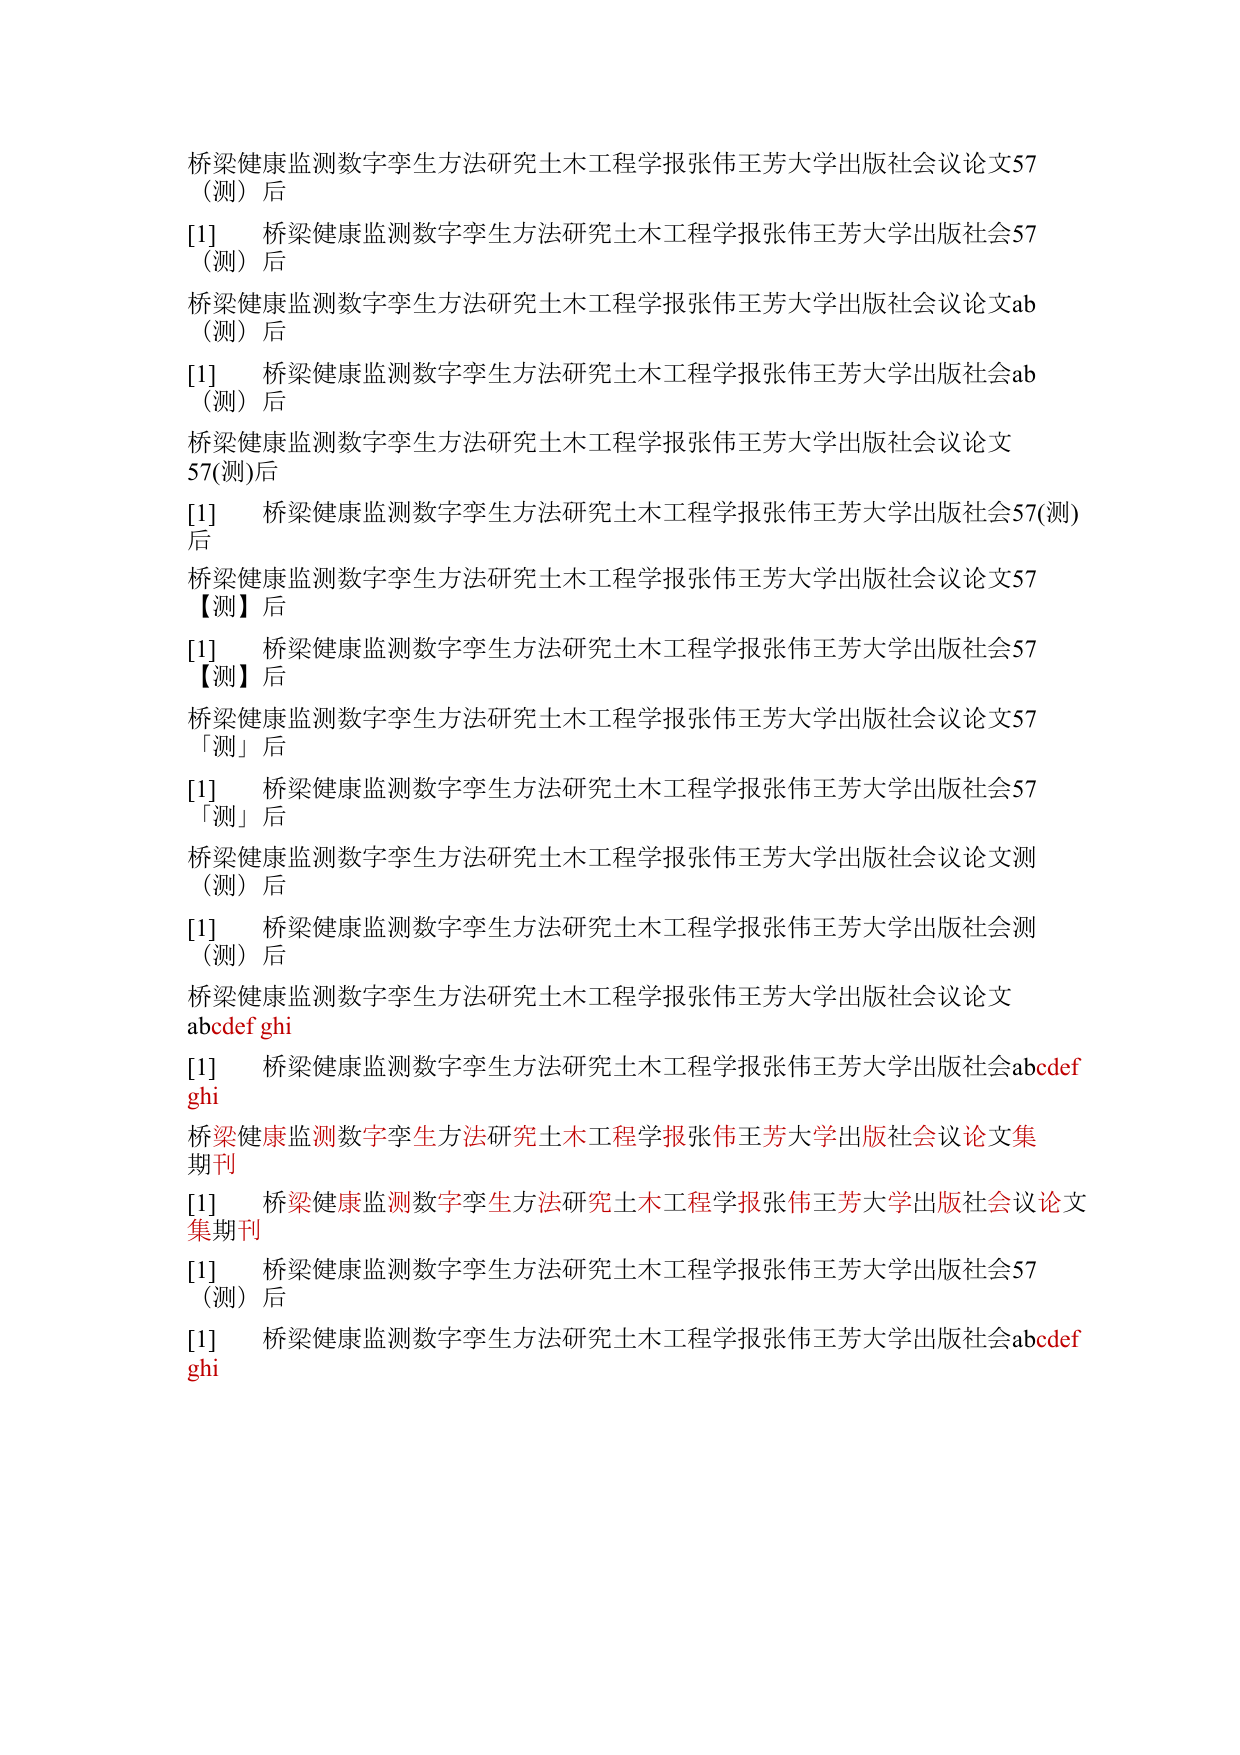 桥梁健康监测数字孪生方法研究土木工程学报张伟王芳大学出版社会议论文57
（测）后
[1] 桥梁健康监测数字孪生方法研究土木工程学报张伟王芳大学出版社会57
（测）后
桥梁健康监测数字孪生方法研究土木工程学报张伟王芳大学出版社会议论文ab
（测）后
[1] 桥梁健康监测数字孪生方法研究土木工程学报张伟王芳大学出版社会ab
（测）后
桥梁健康监测数字孪生方法研究土木工程学报张伟王芳大学出版社会议论文
57(测)后
[1] 桥梁健康监测数字孪生方法研究土木工程学报张伟王芳大学出版社会57(测)
后
桥梁健康监测数字孪生方法研究土木工程学报张伟王芳大学出版社会议论文57
【测】后
[1] 桥梁健康监测数字孪生方法研究土木工程学报张伟王芳大学出版社会57
【测】后
桥梁健康监测数字孪生方法研究土木工程学报张伟王芳大学出版社会议论文57
「测」后
[1] 桥梁健康监测数字孪生方法研究土木工程学报张伟王芳大学出版社会57
「测」后
桥梁健康监测数字孪生方法研究土木工程学报张伟王芳大学出版社会议论文测
（测）后
[1] 桥梁健康监测数字孪生方法研究土木工程学报张伟王芳大学出版社会测
（测）后
桥梁健康监测数字孪生方法研究土木工程学报张伟王芳大学出版社会议论文
abcdef ghi
[1] 桥梁健康监测数字孪生方法研究土木工程学报张伟王芳大学出版社会abcdef
ghi
桥梁健康监测数字孪生方法研究土木工程学报张伟王芳大学出版社会议论文集
期刊
[1] 桥梁健康监测数字孪生方法研究土木工程学报张伟王芳大学出版社会议论文
集期刊
[1] 桥梁健康监测数字孪生方法研究土木工程学报张伟王芳大学出版社会57
（测）后
[1] 桥梁健康监测数字孪生方法研究土木工程学报张伟王芳大学出版社会abcdef
ghi